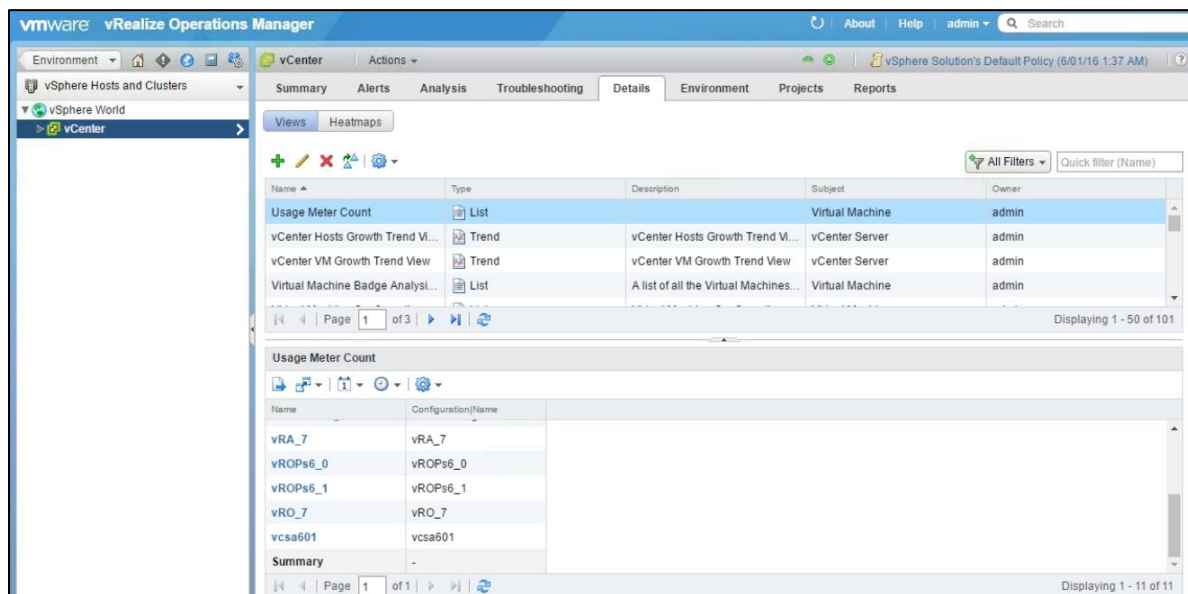 vmware vRealize Operations Manager About Help admin Search
Environment vCenter Actions vSphere Solution's Default Policy (6/01/16 1:37 AM) ?
vSphere Hosts and Clusters Summary Alerts Analysis Troubleshooting Details Environment Projects Reports
vSphere World
vCenter Views Heatmaps
All Filters Quick filter (Name)
Name Type Description Subject Owner
Usage Meter Count List Virtual Machine admin
vCenter Hosts Growth Trend Vi... Trend vCenter Hosts Growth Trend Vi... vCenter Server admin
vCenter VM Growth Trend View Trend vCenter VM Growth Trend View vCenter Server admin
Virtual Machine Badge Analysi... List A list of all the Virtual Machines... Virtual Machine admin
Page 1 of 3 Displaying 1 - 50 of 101
Usage Meter Count
1
Name Configuration|Name
vRA_7 vRA_7
vROPs6_0 vROPs6_0
vROPs6_1 vROPs6_1
vRO_7 vRO_7
vcsa601 vcsa601
Summary -
Page 1 of 1 Displaying 1 - 11 of 11